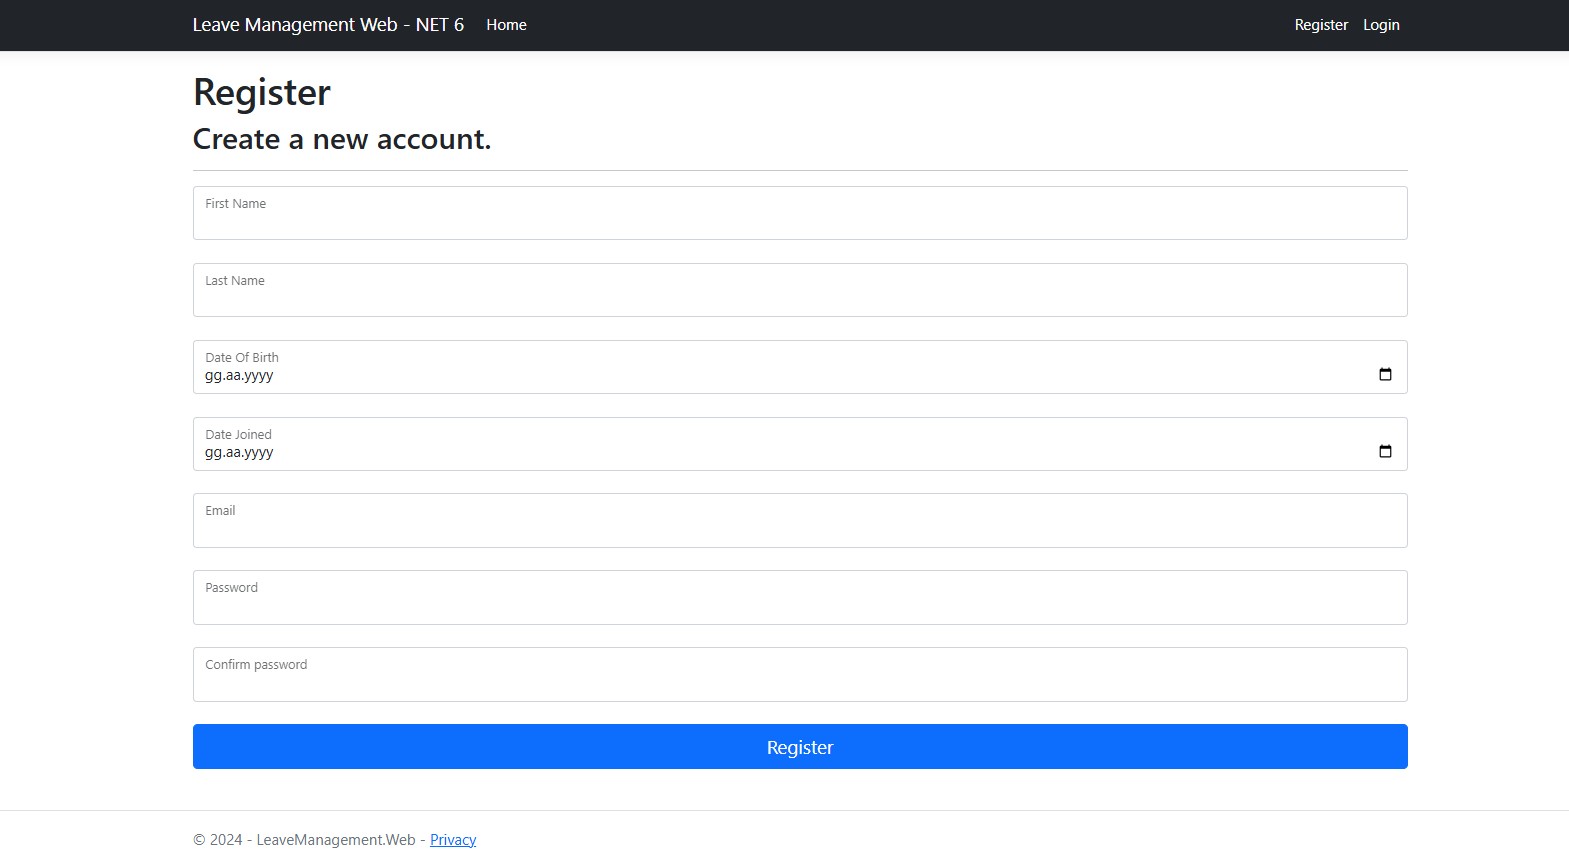 Leave Management Web - NET 6 Home Register Login
Register
Create a new account.
First Name
Last Name
Date Of Birth
gg.aa.yyyy
Date Joined
gg.aa.yyyy
Email
Password
Confirm password
Register
© 2024 - LeaveManagement.Web - Privacy